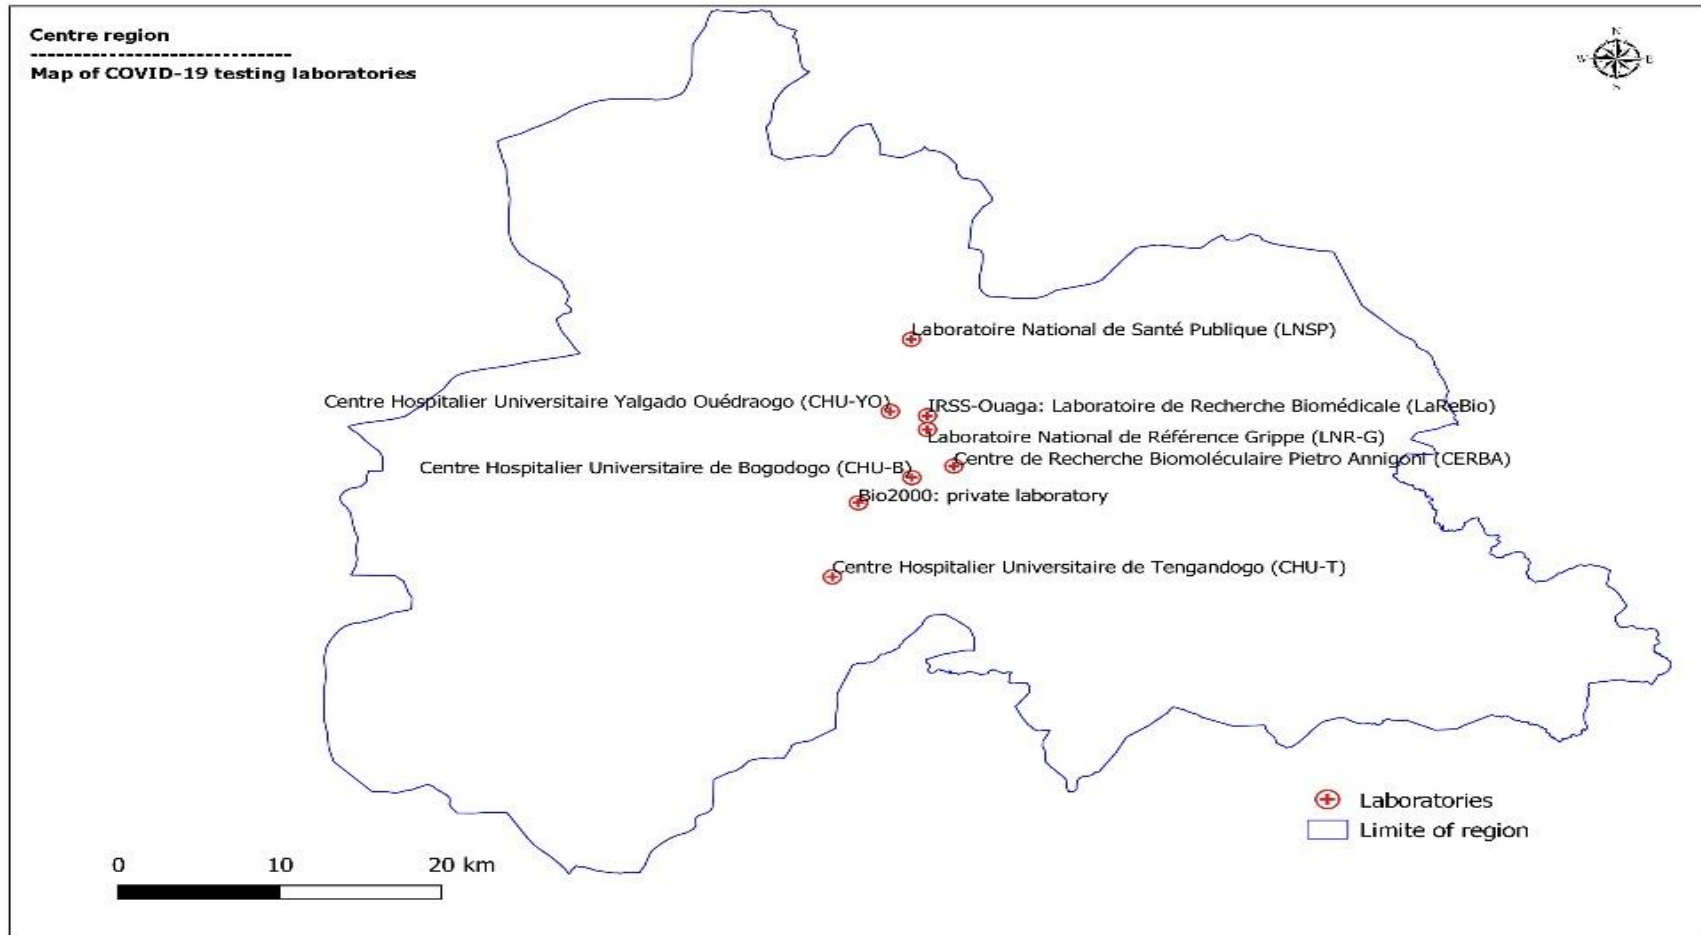 Centre region
------------------------------
Map of COVID-19 testing laboratories
N
W E
S
Laboratoire National de Santé Publique (LNSP)
Centre Hospitalier Universitaire Yalgado Ouédraogo (CHU-YO)
IRSS-Ouaga: Laboratoire de Recherche Biomédicale (LaReBio)
Laboratoire National de Référence Grippe (LNR-G)
Centre de Recherche Biomoléculaire Pietro Annigoni (CERBA)
Centre Hospitalier Universitaire de Bogodogo (CHU-B)
Bio2000: private laboratory
Centre Hospitalier Universitaire de Tengandogo (CHU-T)
Laboratories
Limite of region
0 10 20 km